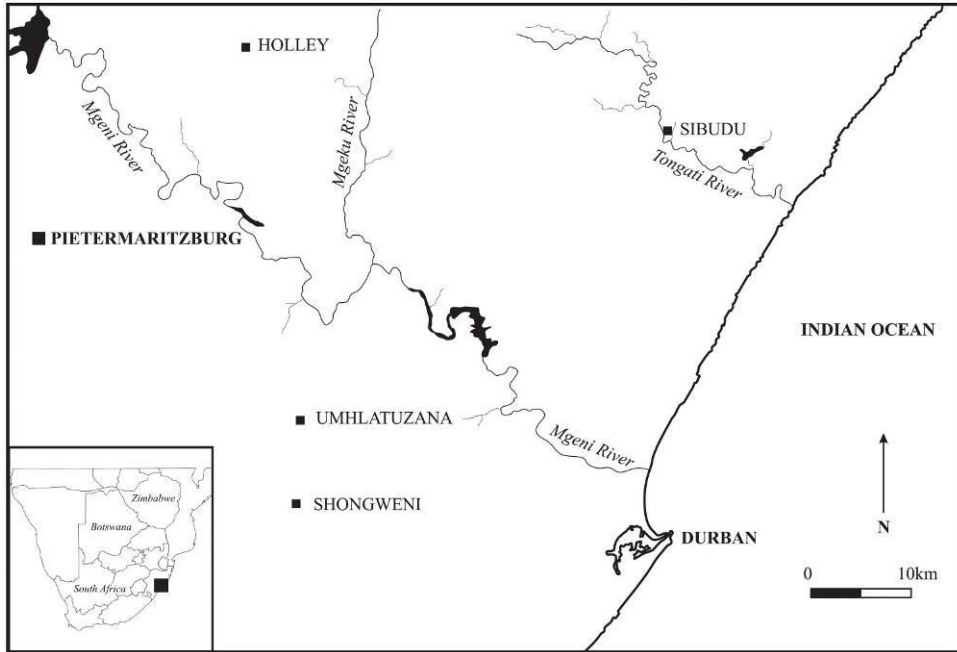 HOLLEY
Mgeni River
Mgeku River
SIBUDU
Tongati River
PIETERMARITZBURG
INDIAN OCEAN
UMHLATUZANA
Mgeni River
SHONGWENI
DURBAN
N
0 10km
Zimbabwe
Botswana
South Africa